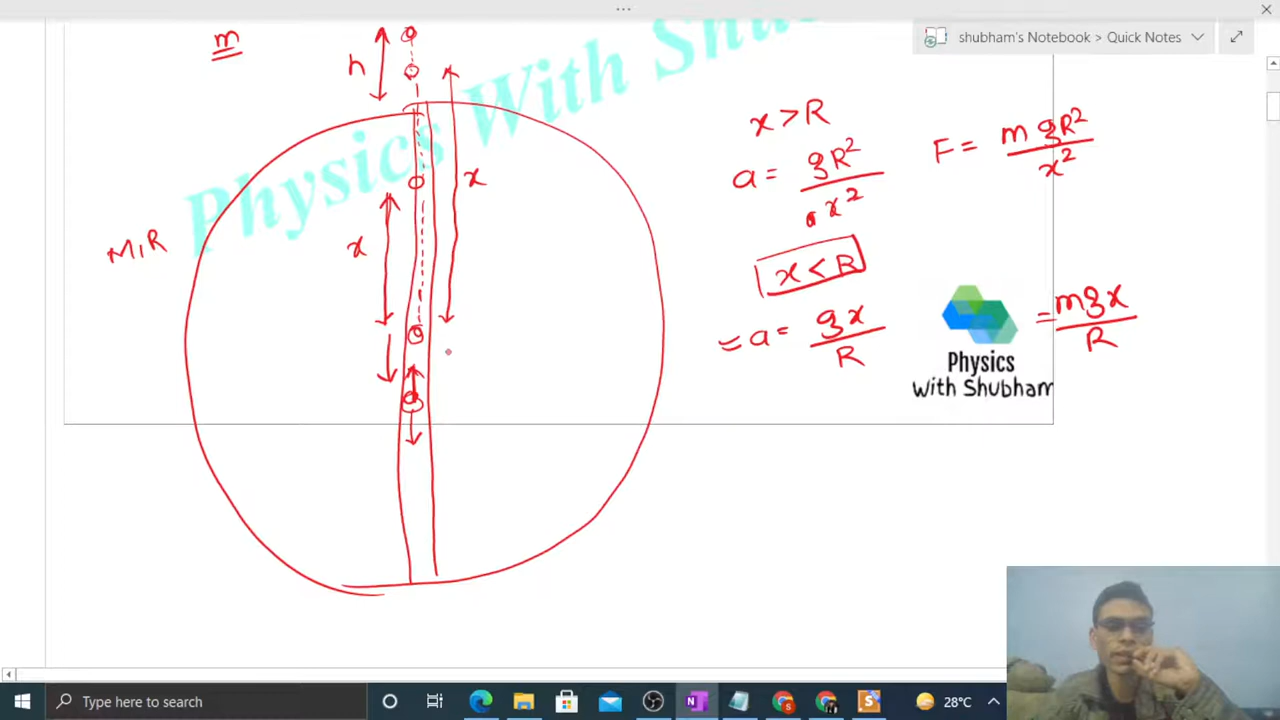 shubham's Notebook > Quick Notes
m
h
Physics With Shu
x > R
a = gR²/x²
F = mgR²/x²
x
x
M, R
x < R
= a = gx/R
= mgx/R
Physics
With Shubham
Type here to search
28°C